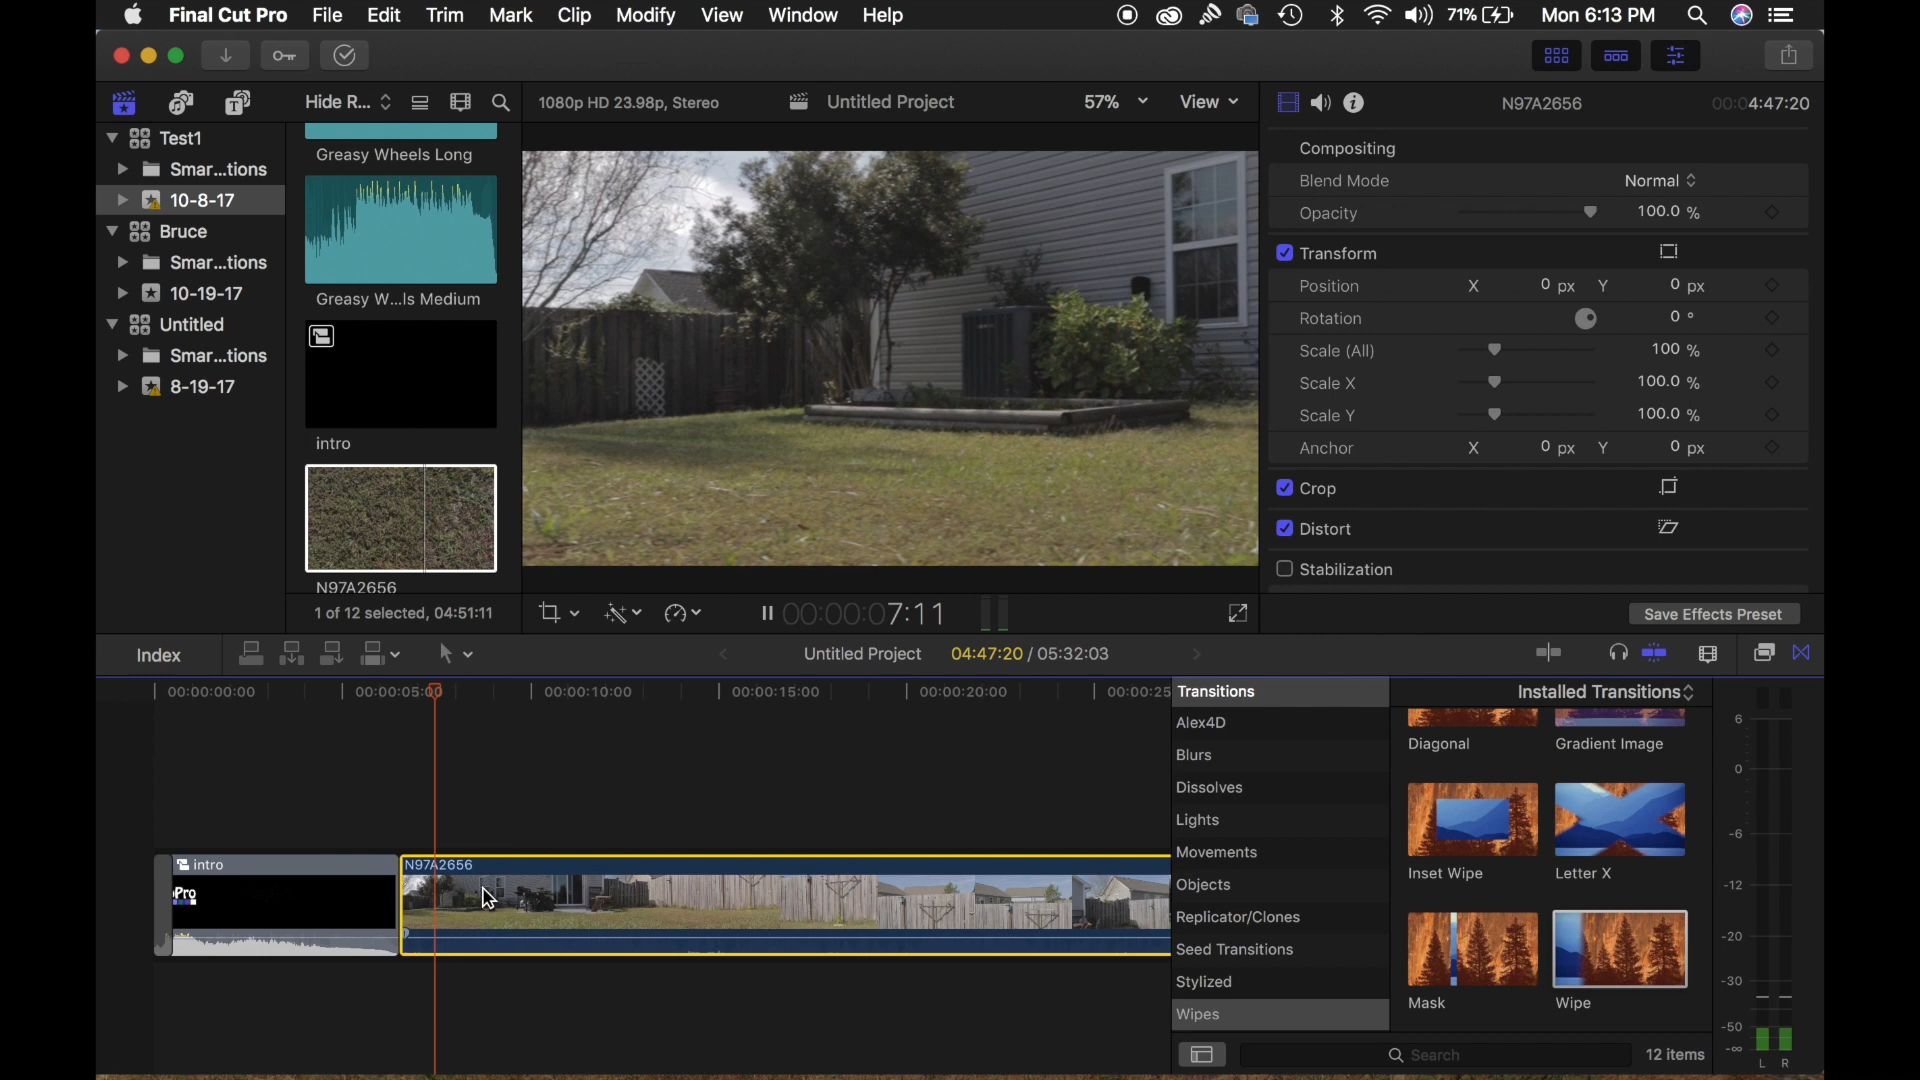 Final Cut Pro File Edit Trim Mark Clip Modify View Window Help 71% Mon 6:13 PM
Hide R... 1080p HD 23.98p, Stereo Untitled Project 57% View N97A2656 00:04:47:20
Test1
Smar...tions
10-8-17
Bruce
Smar...tions
10-19-17
Untitled
Smar...tions
8-19-17
Greasy Wheels Long
Greasy W...ls Medium
intro
N97A2656
1 of 12 selected, 04:51:11
00:00:07:11
Compositing
Blend Mode Normal
Opacity 100.0 %
Transform
Position X 0 px Y 0 px
Rotation 0 °
Scale (All) 100 %
Scale X 100.0 %
Scale Y 100.0 %
Anchor X 0 px Y 0 px
Crop
Distort
Stabilization
Save Effects Preset
Index Untitled Project 04:47:20 / 05:32:03
00:00:00:00 00:00:05:00 00:00:10:00 00:00:15:00 00:00:20:00 00:00:25
intro N97A2656
Pro
Transitions
Alex4D
Blurs
Dissolves
Lights
Movements
Objects
Replicator/Clones
Seed Transitions
Stylized
Wipes
Installed Transitions
Diagonal Gradient Image
Inset Wipe Letter X
Mask Wipe
Search 12 items
6
0
-6
-12
-20
-30
-50
-∞
L R